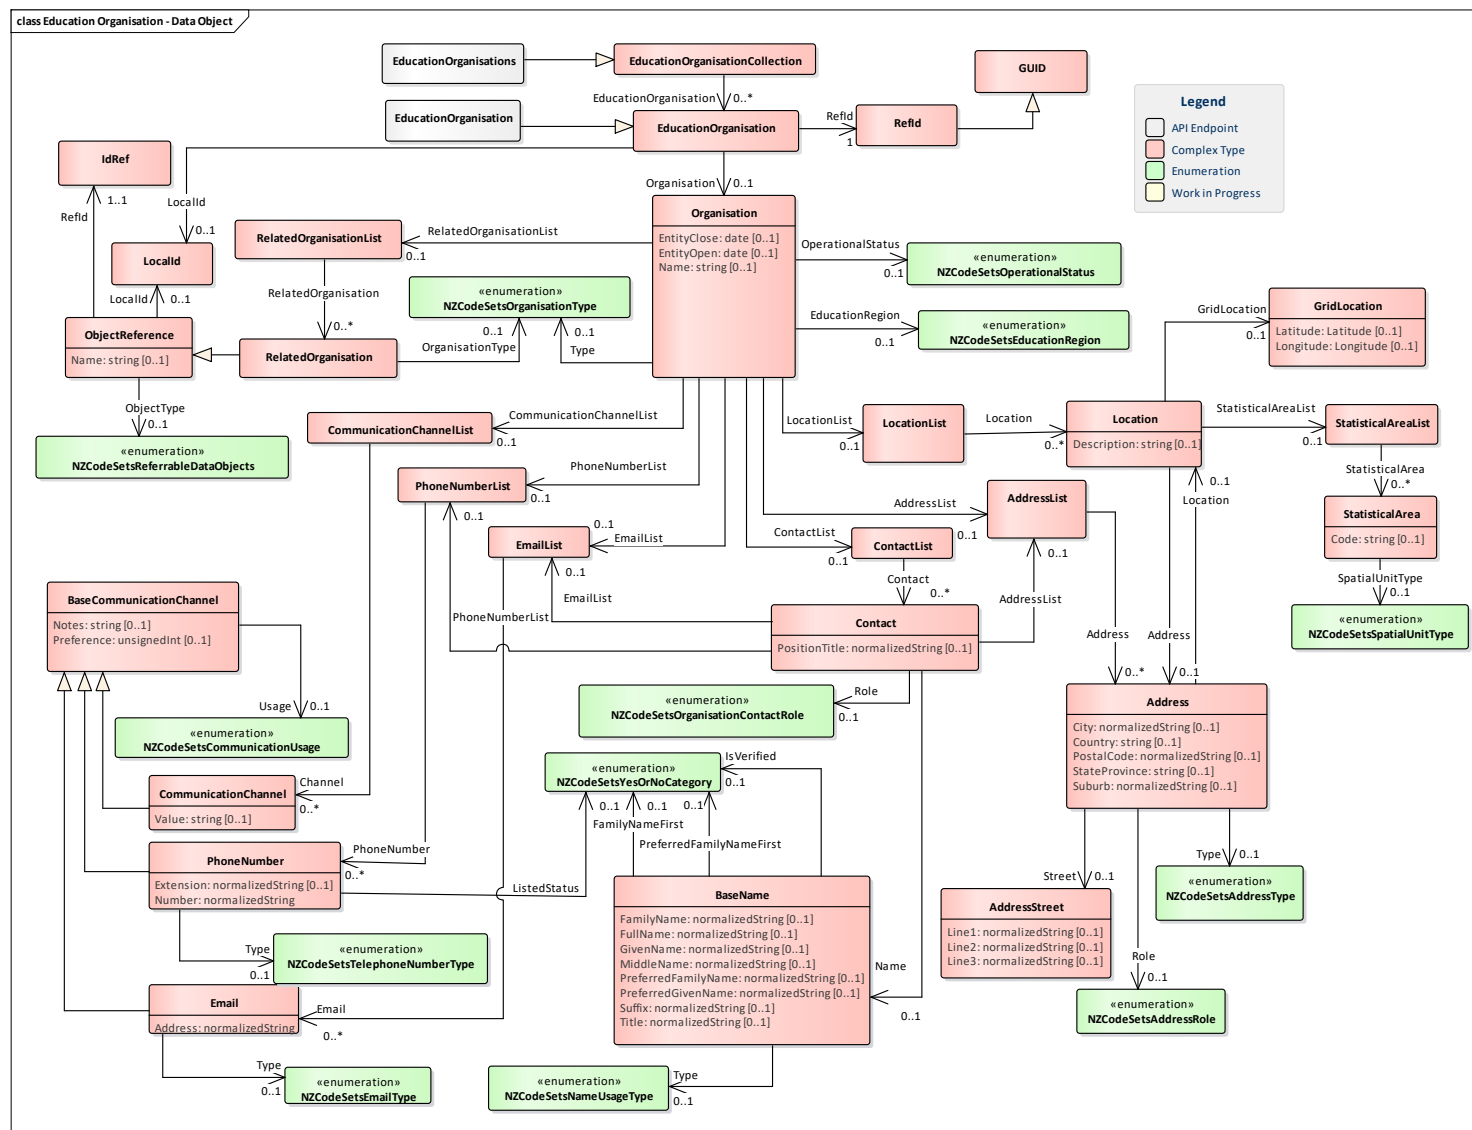 class Education Organisation - Data Object
EducationOrganisations
EducationOrganisationCollection
GUID
EducationOrganisation
0..*
EducationOrganisation
EducationOrganisation
RefId
1
RefId
Legend
API Endpoint
Complex Type
Enumeration
Work in Progress
IdRef
1..1
RefId
LocalId
0..1
Organisation
0..1
Organisation
EntityClose: date [0..1]
EntityOpen: date [0..1]
Name: string [0..1]
RelatedOrganisationList
RelatedOrganisationList
0..1
OperationalStatus
0..1
«enumeration»
NZCodeSetsOperationalStatus
LocalId
LocalId
0..1
RelatedOrganisation
0..*
«enumeration»
NZCodeSetsOrganisationType
0..1
OrganisationType
0..1
Type
EducationRegion
0..1
«enumeration»
NZCodeSetsEducationRegion
GridLocation
0..1
GridLocation
Latitude: Latitude [0..1]
Longitude: Longitude [0..1]
ObjectReference
Name: string [0..1]
RelatedOrganisation
ObjectType
0..1
«enumeration»
NZCodeSetsReferrableDataObjects
CommunicationChannelList
CommunicationChannelList
0..1
LocationList
0..1
LocationList
Location
0..*
Location
Description: string [0..1]
StatisticalAreaList
0..1
StatisticalAreaList
PhoneNumberList
PhoneNumberList
0..1
0..1
StatisticalArea
0..*
0..1
Location
AddressList
0..1
AddressList
0..1
StatisticalArea
Code: string [0..1]
EmailList
0..1
EmailList
0..1
EmailList
ContactList
0..1
ContactList
SpatialUnitType
0..1
«enumeration»
NZCodeSetsSpatialUnitType
Contact
0..*
AddressList
BaseCommunicationChannel
Notes: string [0..1]
Preference: unsignedInt [0..1]
PhoneNumberList
Contact
PositionTitle: normalizedString [0..1]
Address
0..*
Address
0..1
Usage
0..1
«enumeration»
NZCodeSetsCommunicationUsage
«enumeration»
NZCodeSetsOrganisationContactRole
Role
0..1
Address
City: normalizedString [0..1]
Country: string [0..1]
PostalCode: normalizedString [0..1]
StateProvince: string [0..1]
Suburb: normalizedString [0..1]
«enumeration»
NZCodeSetsYesOrNoCategory
IsVerified
0..1
CommunicationChannel
Value: string [0..1]
Channel
0..*
0..1
0..1
FamilyNameFirst
0..1
PreferredFamilyNameFirst
PhoneNumber
Extension: normalizedString [0..1]
Number: normalizedString
PhoneNumber
0..*
ListedStatus
Type
0..1
«enumeration»
NZCodeSetsAddressType
Street
0..1
AddressStreet
Line1: normalizedString [0..1]
Line2: normalizedString [0..1]
Line3: normalizedString [0..1]
BaseName
FamilyName: normalizedString [0..1]
FullName: normalizedString [0..1]
GivenName: normalizedString [0..1]
MiddleName: normalizedString [0..1]
PreferredFamilyName: normalizedString [0..1]
PreferredGivenName: normalizedString [0..1]
Suffix: normalizedString [0..1]
Title: normalizedString [0..1]
Name
0..1
Type
0..1
«enumeration»
NZCodeSetsTelephoneNumberType
Role
0..1
«enumeration»
NZCodeSetsAddressRole
Email
Address: normalizedString
Email
0..*
Type
0..1
«enumeration»
NZCodeSetsEmailType
«enumeration»
NZCodeSetsNameUsageType
Type
0..1